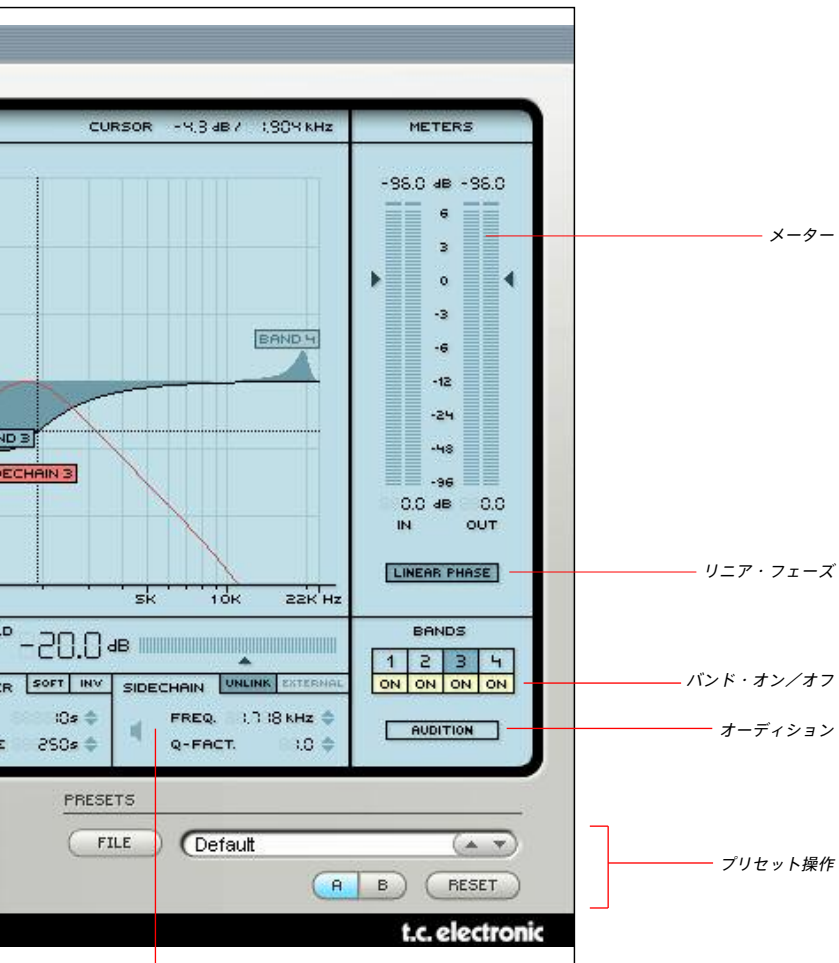 CURSOR -4.3 dB / 1.904 kHz
METERS
-96.0 dB -96.0
6
3
0
-3
-6
-12
-24
-48
-96
0.0 dB 0.0
IN OUT
メーター
BAND 4
ND 3
DECHAIN 3
LINEAR PHASE
リニア・フェーズ
5K 10K 22K Hz
-20.0 dB
BANDS
1 2 3 4
ON ON ON ON
バンド・オン／オフ
ER SOFT INV
SIDECHAIN UNLINK EXTERNAL
FREQ. 1.718 kHz
Q-FACT. 1.0
AUDITION
オーディション
PRESETS
FILE
Default
A B RESET
プリセット操作
t.c. electronic